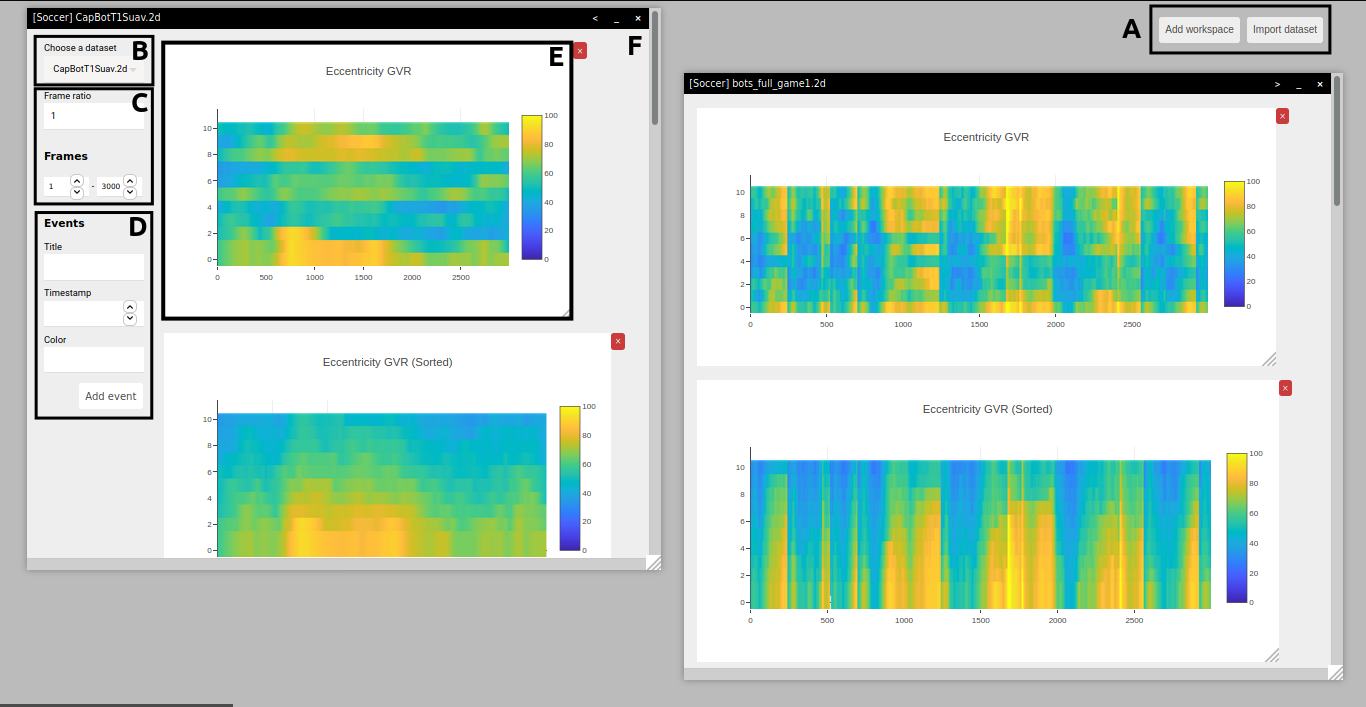 [Soccer] CapBotT1Suav.2d < _ ×
Choose a dataset B
CapBotT1Suav.2d
Frame ratio C
1
Frames
1 - 3000
Events D
Title
Timestamp
Color
Add event
E F ×
Eccentricity GVR
10
8
6
4
2
0
0 500 1000 1500 2000 2500
100
80
60
40
20
0
×
Eccentricity GVR (Sorted)
10
8
6
4
2
0
100
80
60
40
20
0
A Add workspace Import dataset
[Soccer] bots_full_game1.2d > _ ×
×
Eccentricity GVR
10
8
6
4
2
0
0 500 1000 1500 2000 2500
100
80
60
40
20
0
×
Eccentricity GVR (Sorted)
10
8
6
4
2
0
0 500 1000 1500 2000 2500
100
80
60
40
20
0